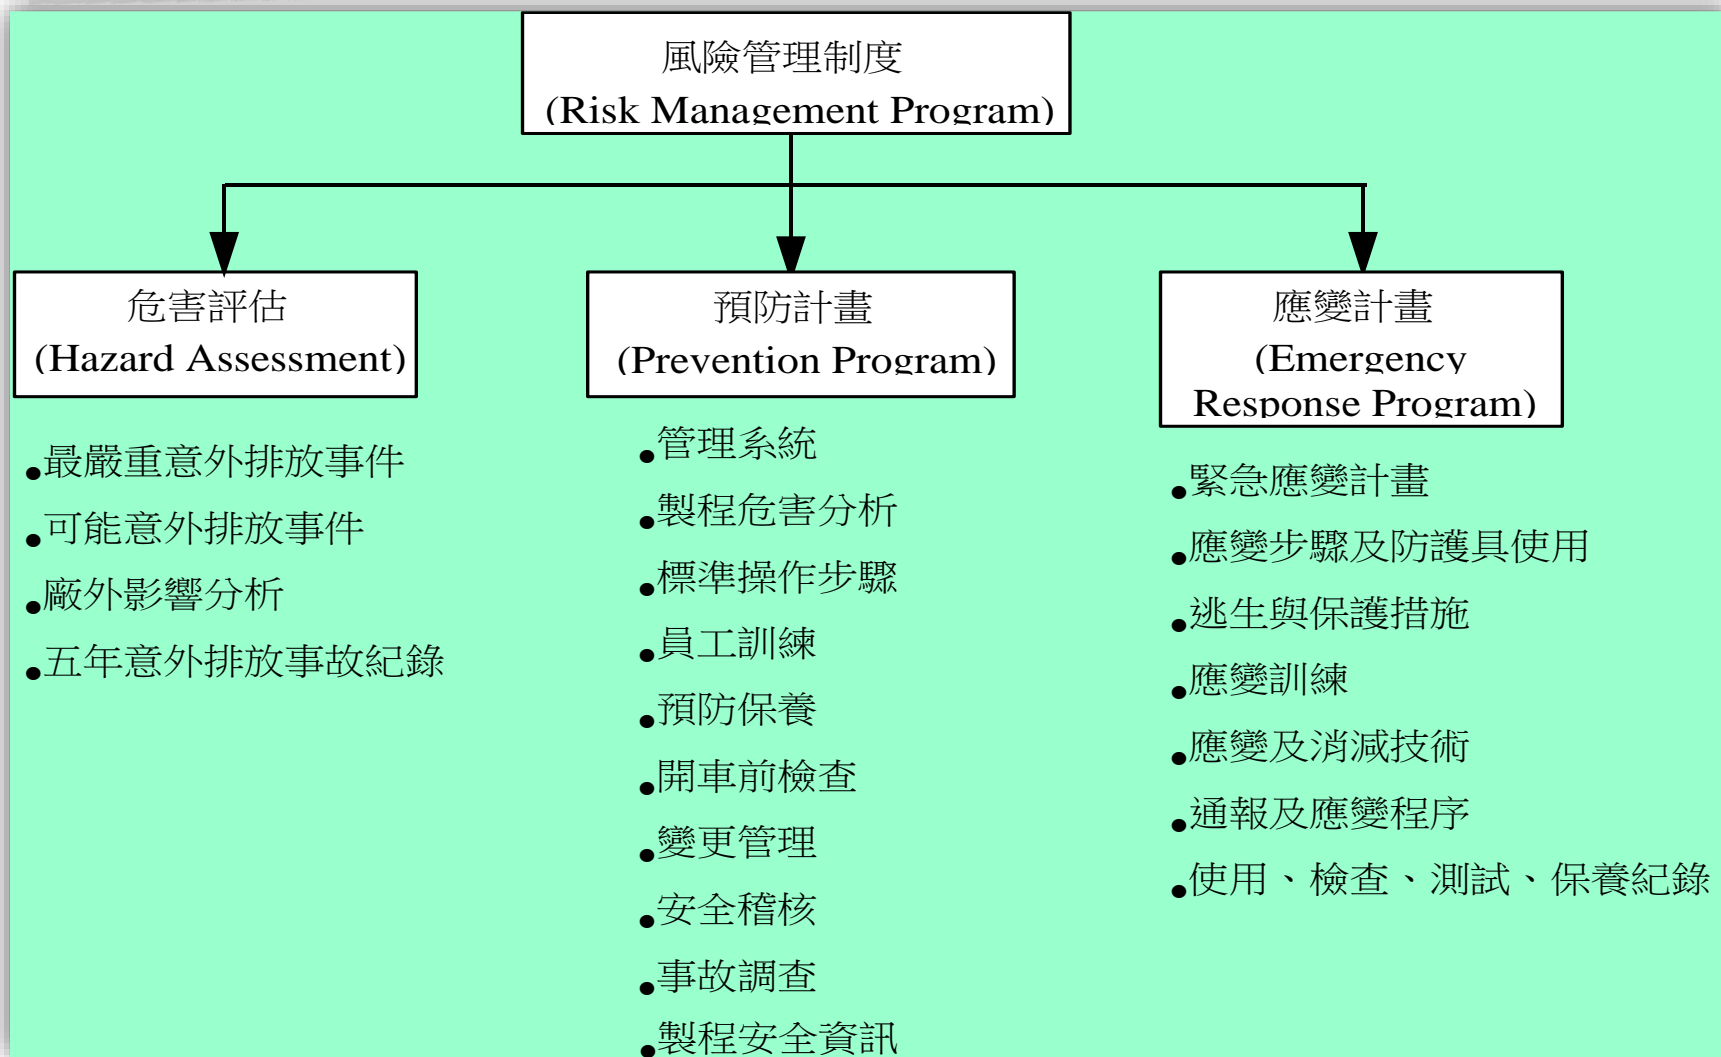 風險管理制度
(Risk Management Program)
危害評估
(Hazard Assessment)
•最嚴重意外排放事件
•可能意外排放事件
•廠外影響分析
•五年意外排放事故紀錄
預防計畫
(Prevention Program)
•管理系統
•製程危害分析
•標準操作步驟
•員工訓練
•預防保養
•開車前檢查
•變更管理
•安全稽核
•事故調查
•製程安全資訊
應變計畫
(Emergency
Response Program)
•緊急應變計畫
•應變步驟及防護具使用
•逃生與保護措施
•應變訓練
•應變及消減技術
•通報及應變程序
•使用、檢查、測試、保養紀錄